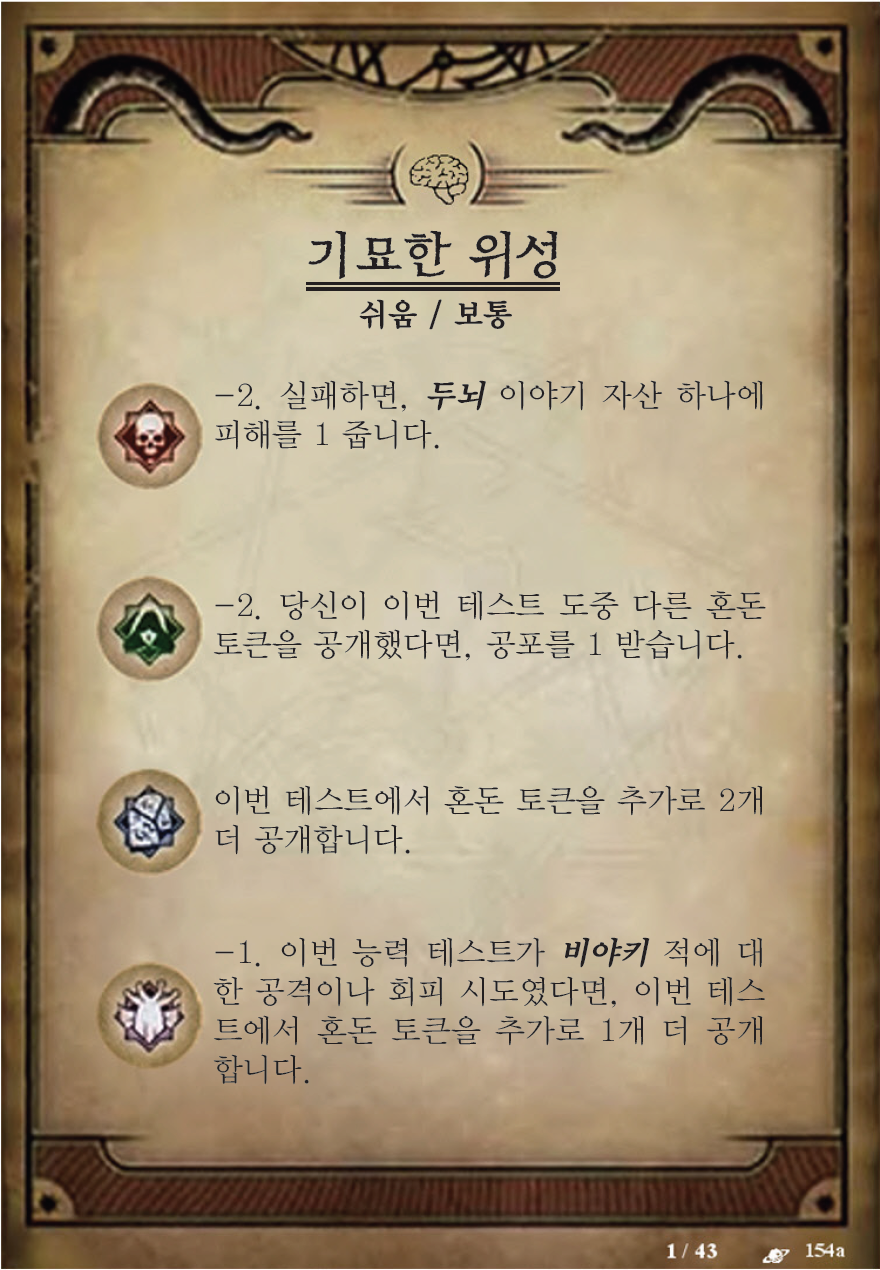 기묘한 위성
쉬움 / 보통
-2. 실패하면, 두뇌 이야기 자산 하나에
피해를 1 줍니다.
-2. 당신이 이번 테스트 도중 다른 혼돈
토큰을 공개했다면, 공포를 1 받습니다.
이번 테스트에서 혼돈 토큰을 추가로 2개
더 공개합니다.
-1. 이번 능력 테스트가 비야키 적에 대
한 공격이나 회피 시도였다면, 이번 테스
트에서 혼돈 토큰을 추가로 1개 더 공개
합니다.
1 / 43 154a